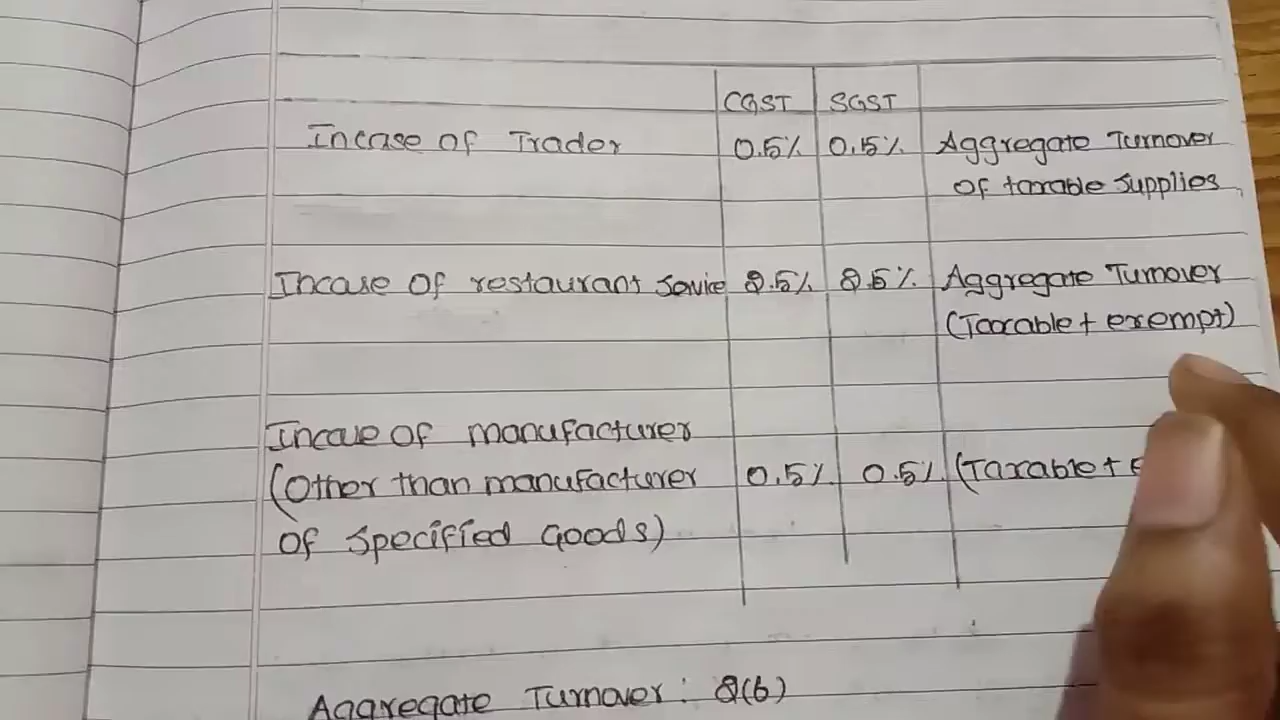 CGST SGST
Incase of Trader 0.5% 0.5% Aggregate Turnover
of taxable supplies
Incase of restaurant Service 2.5% 2.5% Aggregate Turnover
(Taxable + exempt)
Incase of manufacturer
(Other than manufacturer 0.5% 0.5% (Taxable +
of specified Goods)
Aggregate Turnover : 2(6)